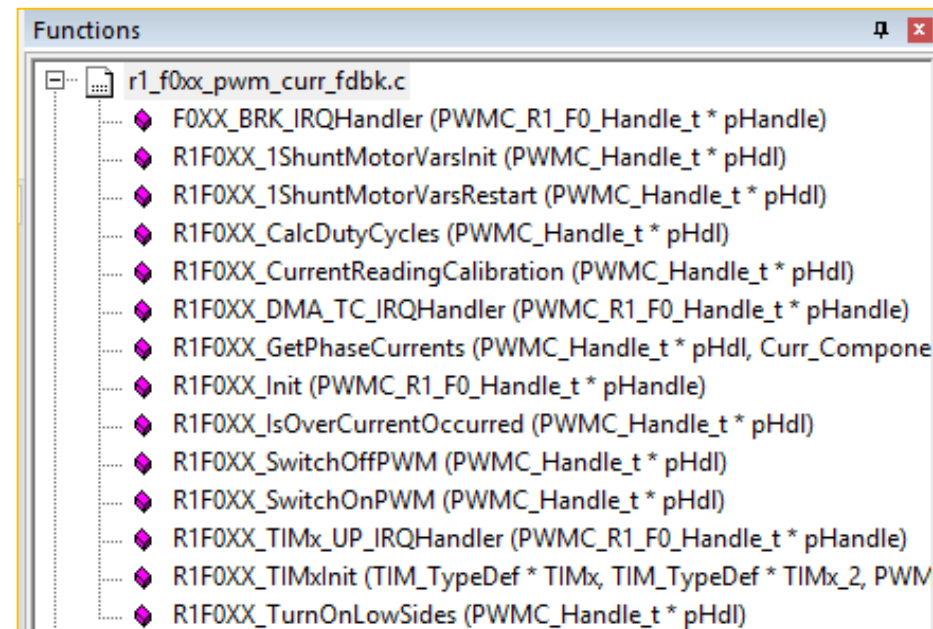 Functions
r1_f0xx_pwm_curr_fdbk.c
F0XX_BRK_IRQHandler (PWMC_R1_F0_Handle_t * pHandle)
R1F0XX_1ShuntMotorVarsInit (PWMC_Handle_t * pHdl)
R1F0XX_1ShuntMotorVarsRestart (PWMC_Handle_t * pHdl)
R1F0XX_CalcDutyCycles (PWMC_Handle_t * pHdl)
R1F0XX_CurrentReadingCalibration (PWMC_Handle_t * pHdl)
R1F0XX_DMA_TC_IRQHandler (PWMC_R1_F0_Handle_t * pHandle)
R1F0XX_GetPhaseCurrents (PWMC_Handle_t * pHdl, Curr_Compone
R1F0XX_Init (PWMC_R1_F0_Handle_t * pHandle)
R1F0XX_IsOverCurrentOccurred (PWMC_Handle_t * pHdl)
R1F0XX_SwitchOffPWM (PWMC_Handle_t * pHdl)
R1F0XX_SwitchOnPWM (PWMC_Handle_t * pHdl)
R1F0XX_TIMx_UP_IRQHandler (PWMC_R1_F0_Handle_t * pHandle)
R1F0XX_TIMxInit (TIM_TypeDef * TIMx, TIM_TypeDef * TIMx_2, PWM
R1F0XX_TurnOnLowSides (PWMC_Handle_t * pHdl)